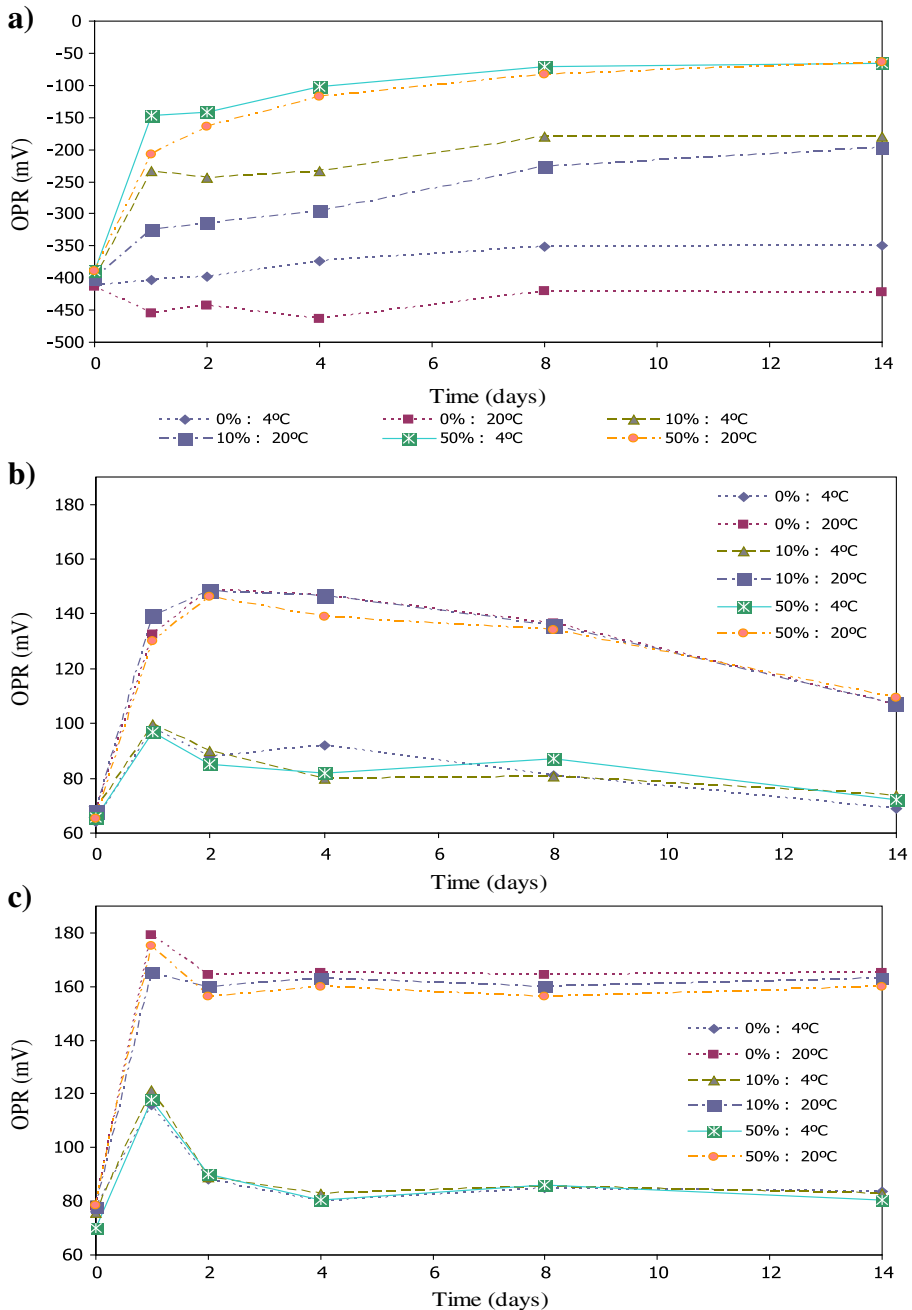 a)
0
-50
-100
-150
-200
-250
-300
-350
-400
-450
-500
OPR (mV)
0 2 4 6 8 10 12 14
Time (days)
0% : 4ºC 0% : 20ºC 10% : 4ºC
10% : 20ºC 50% : 4ºC 50% : 20ºC
b)
180
160
140
120
100
80
60
OPR (mV)
0% : 4ºC
0% : 20ºC
10% : 4ºC
10% : 20ºC
50% : 4ºC
50% : 20ºC
0 2 4 6 8 10 12 14
Time (days)
c)
180
160
140
120
100
80
60
OPR (mV)
0% : 4ºC
0% : 20ºC
10% : 4ºC
10% : 20ºC
50% : 4ºC
50% : 20ºC
0 2 4 6 8 10 12 14
Time (days)